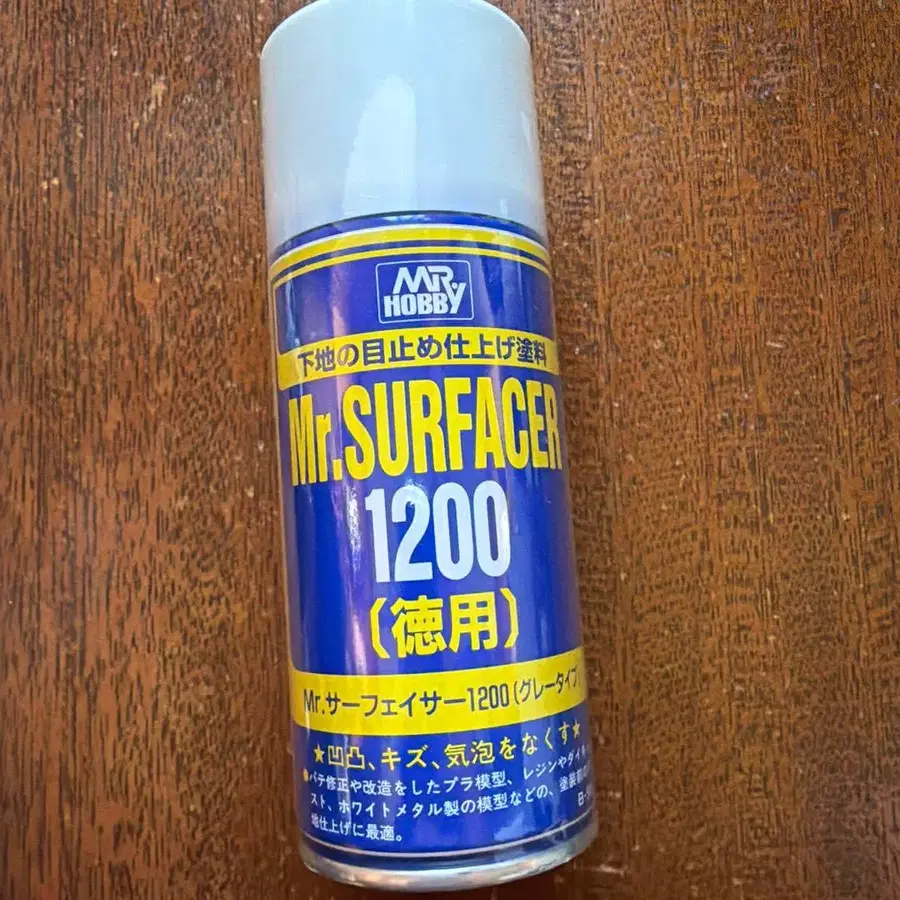 MR. HOBBY
下地の目止め仕上げ塗料
Mr.SURFACER
1200
(徳用)
Mr.サーフェイサー1200(グレータイプ)
★凹凸、キズ、気泡をなくす★
●パテ修正や改造をしたプラ模型、レジンやダイキ
スト、ホワイトメタル製の模型などの、塗装
地仕上げに最適。